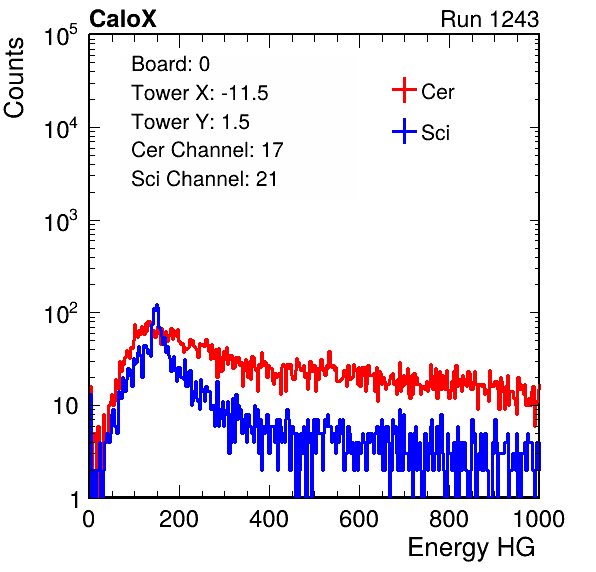 CaloX Run 1243
Counts
10^5
10^4
10^3
10^2
10
1
Board: 0
Tower X: -11.5
Tower Y: 1.5
Cer Channel: 17
Sci Channel: 21
Cer
Sci
0 200 400 600 800 1000
Energy HG